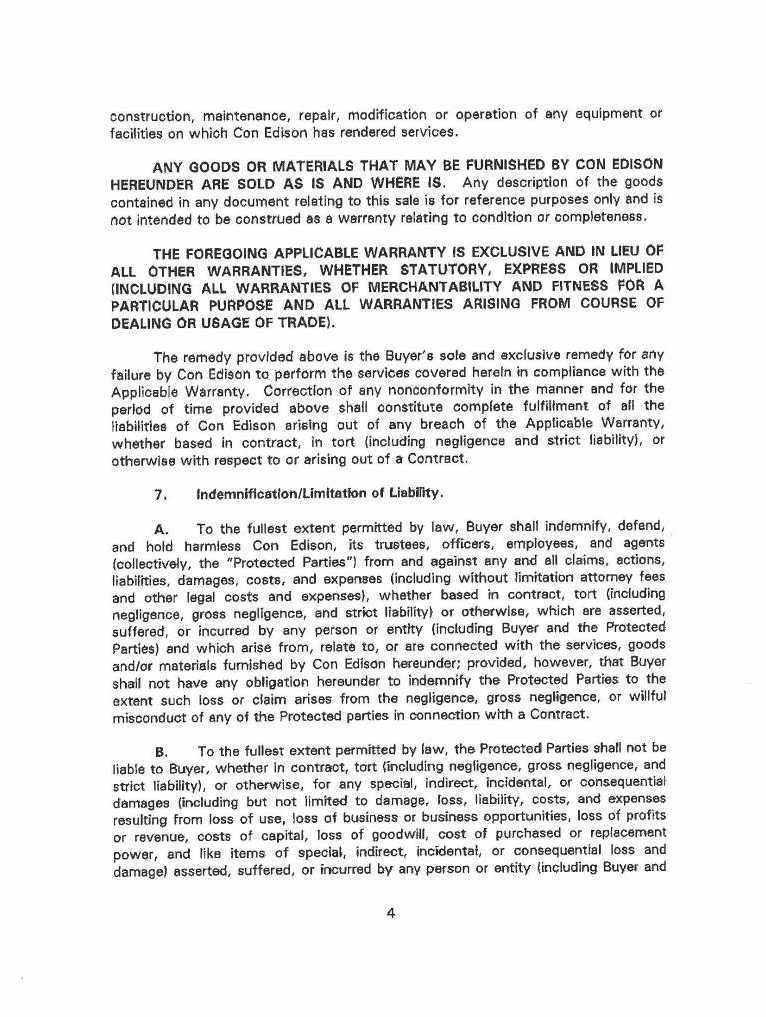 construction, maintenance, repair, modification or operation of any equipment or
facilities on which Con Edison has rendered services.
ANY GOODS OR MATERIALS THAT MAY BE FURNISHED BY CON EDISON
HEREUNDER ARE SOLD AS IS AND WHERE IS. Any description of the goods
contained in any document relating to this sale is for reference purposes only and is
not intended to be construed as a warranty relating to condition or completeness.
THE FOREGOING APPLICABLE WARRANTY IS EXCLUSIVE AND IN LIEU OF
ALL OTHER WARRANTIES, WHETHER STATUTORY, EXPRESS OR IMPLIED
(INCLUDING ALL WARRANTIES OF MERCHANTABILITY AND FITNESS FOR A
PARTICULAR PURPOSE AND ALL WARRANTIES ARISING FROM COURSE OF
DEALING OR USAGE OF TRADE).
The remedy provided above is the Buyer's sole and exclusive remedy for any
failure by Con Edison to perform the services covered herein in compliance with the
Applicable Warranty. Correction of any nonconformity in the manner and for the
period of time provided above shall constitute complete fulfillment of all the
liabilities of Con Edison arising out of any breach of the Applicable Warranty,
whether based in contract, in tort (including negligence and strict liability), or
otherwise with respect to or arising out of a Contract.
7. Indemnification/Limitation of Liability.
A. To the fullest extent permitted by law, Buyer shall indemnify, defend,
and hold harmless Con Edison, its trustees, officers, employees, and agents
(collectively, the "Protected Parties") from and against any and all claims, actions,
liabilities, damages, costs, and expenses (including without limitation attorney fees
and other legal costs and expenses), whether based in contract, tort (including
negligence, gross negligence, and strict liability) or otherwise, which are asserted,
suffered, or incurred by any person or entity (including Buyer and the Protected
Parties) and which arise from, relate to, or are connected with the services, goods
and/or materials furnished by Con Edison hereunder; provided, however, that Buyer
shall not have any obligation hereunder to indemnify the Protected Parties to the
extent such loss or claim arises from the negligence, gross negligence, or willful
misconduct of any of the Protected parties in connection with a Contract.
B. To the fullest extent permitted by law, the Protected Parties shall not be
liable to Buyer, whether in contract, tort (including negligence, gross negligence, and
strict liability), or otherwise, for any special, indirect, incidental, or consequential
damages (including but not limited to damage, loss, liability, costs, and expenses
resulting from loss of use, loss of business or business opportunities, loss of profits
or revenue, costs of capital, loss of goodwill, cost of purchased or replacement
power, and like items of special, indirect, incidental, or consequential loss and
damage) asserted, suffered, or incurred by any person or entity (including Buyer and
4